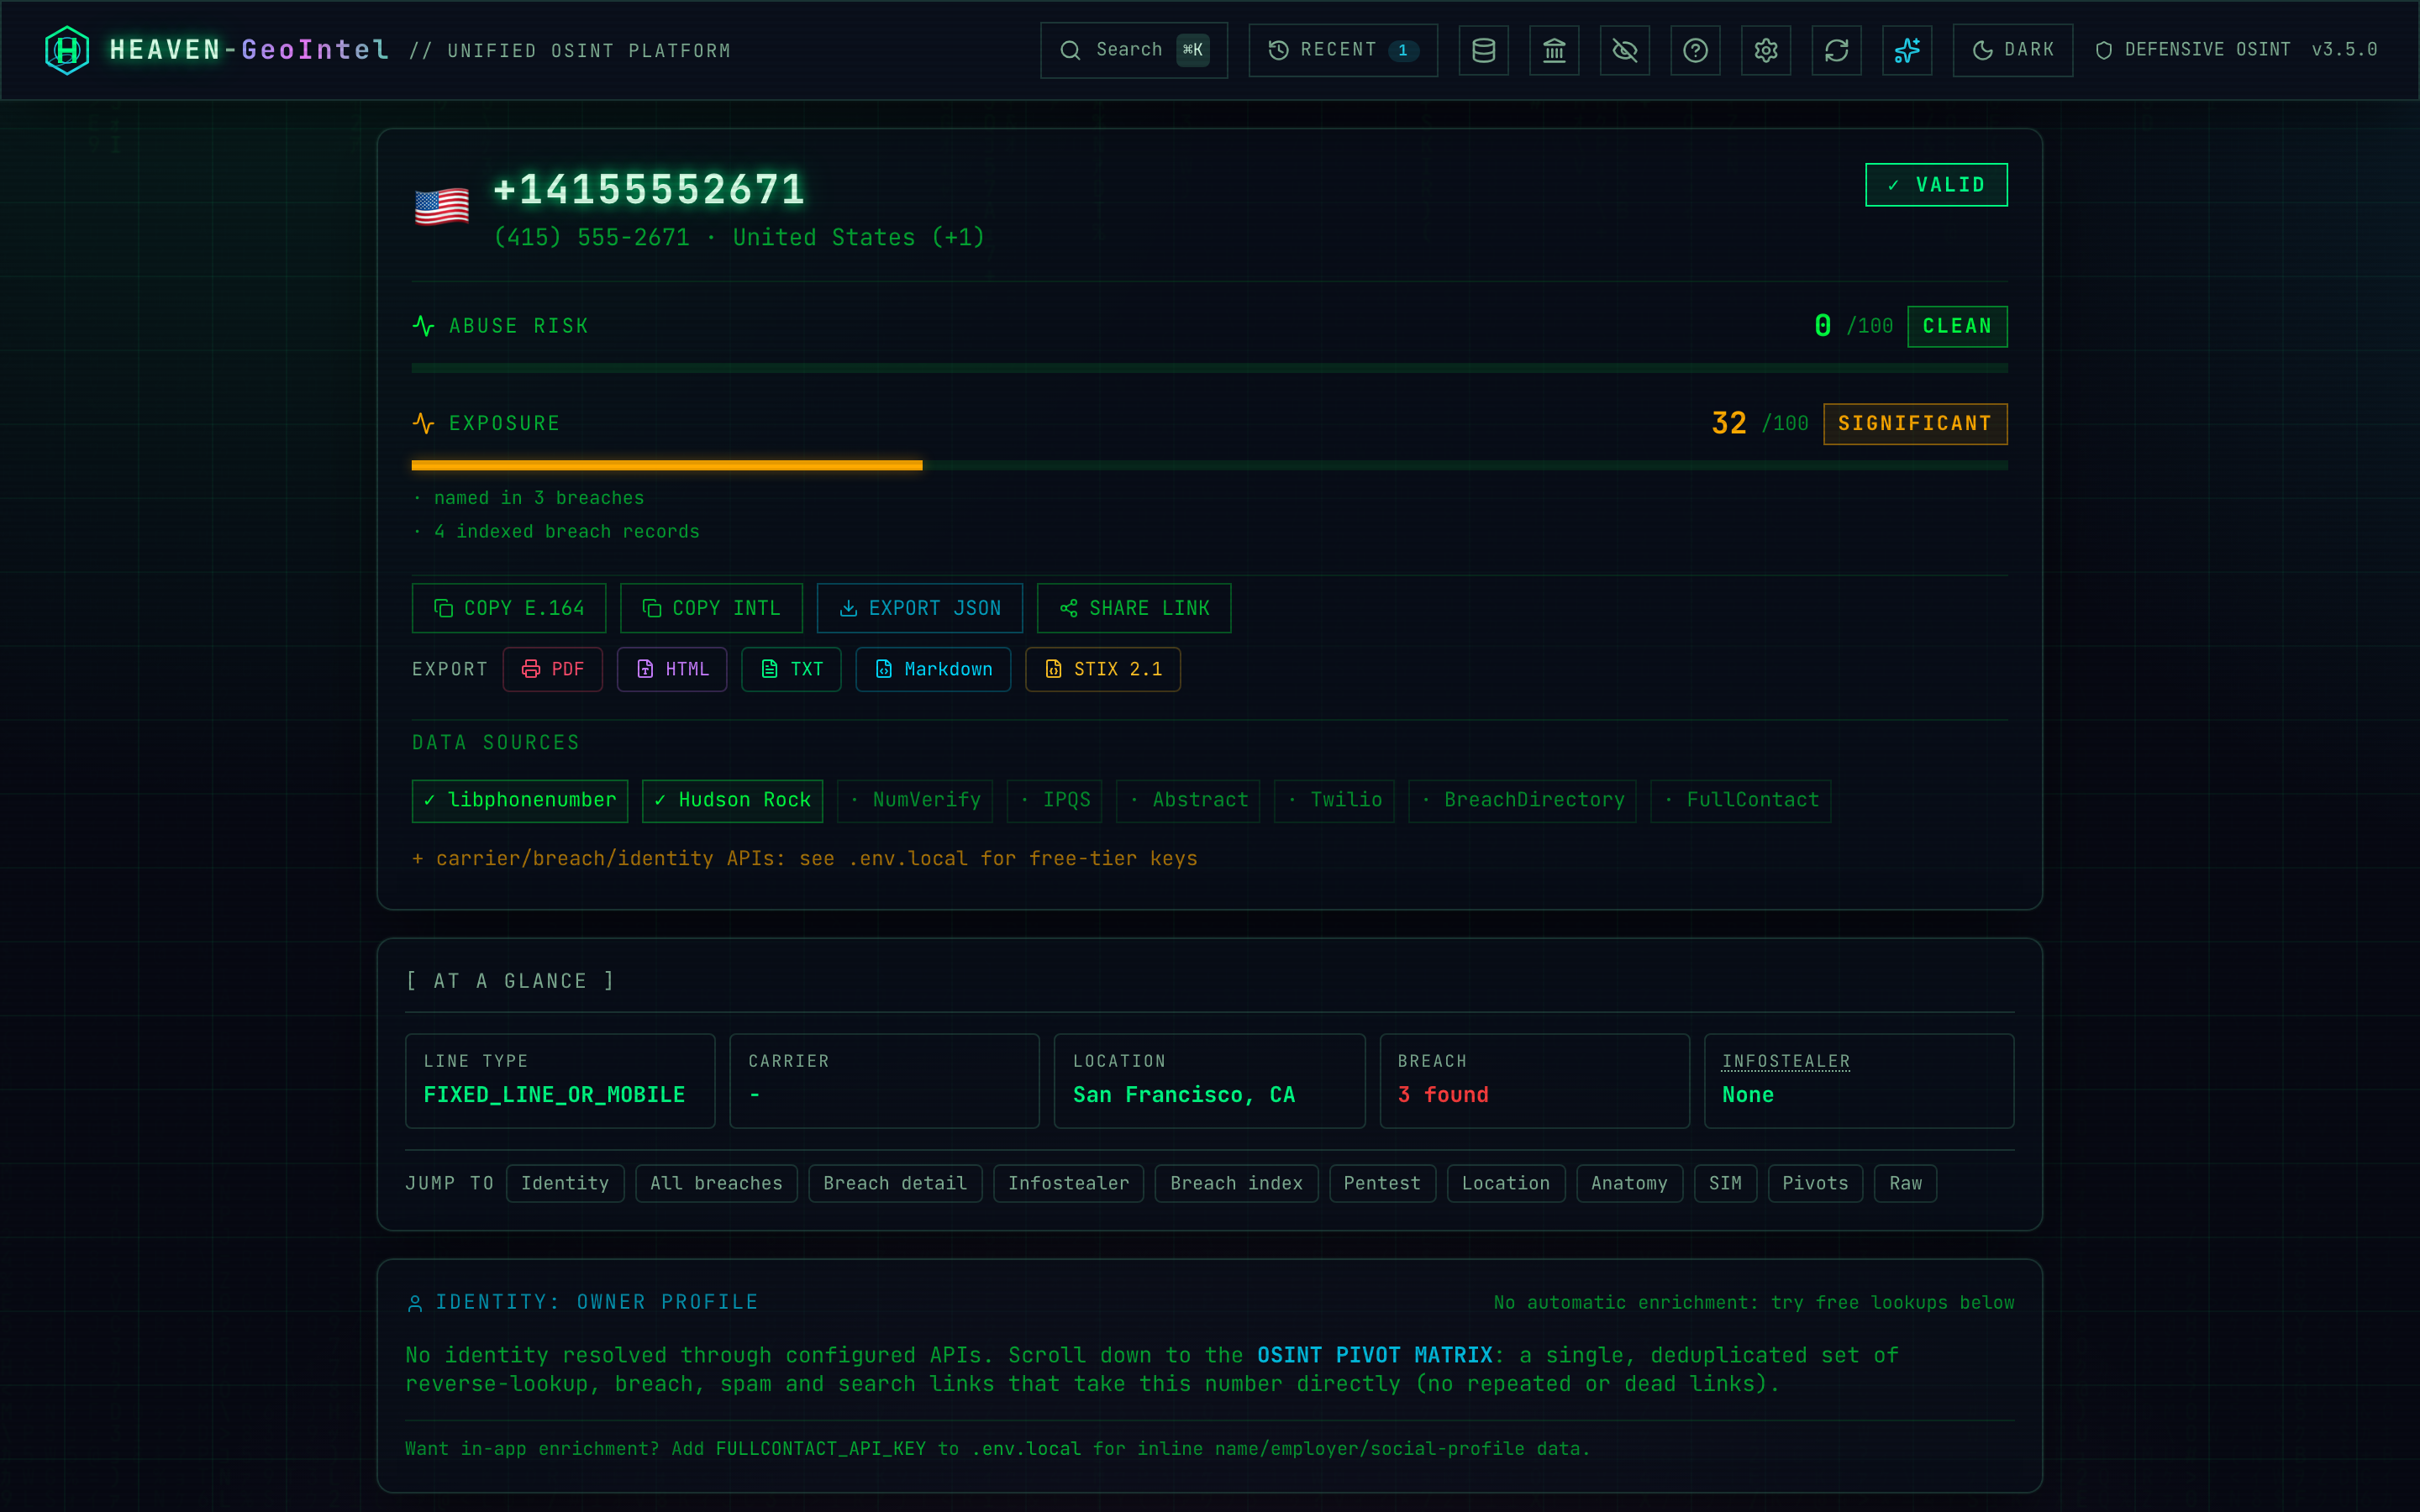 HEAVEN-GeoIntel // UNIFIED OSINT PLATFORM Search ⌘K RECENT 1 DARK DEFENSIVE OSINT v3.5.0
+14155552671
✓ VALID
(415) 555-2671 · United States (+1)
ABUSE RISK 0 /100 CLEAN
EXPOSURE 32 /100 SIGNIFICANT
· named in 3 breaches
· 4 indexed breach records
COPY E.164 COPY INTL EXPORT JSON SHARE LINK
EXPORT PDF HTML TXT Markdown STIX 2.1
DATA SOURCES
✓ libphonenumber ✓ Hudson Rock · NumVerify · IPQS · Abstract · Twilio · BreachDirectory · FullContact
+ carrier/breach/identity APIs: see .env.local for free-tier keys
[ AT A GLANCE ]
LINE TYPE CARRIER LOCATION BREACH INFOSTEALER
FIXED_LINE_OR_MOBILE - San Francisco, CA 3 found None
JUMP TO Identity All breaches Breach detail Infostealer Breach index Pentest Location Anatomy SIM Pivots Raw
IDENTITY: OWNER PROFILE No automatic enrichment: try free lookups below
No identity resolved through configured APIs. Scroll down to the OSINT PIVOT MATRIX: a single, deduplicated set of
reverse-lookup, breach, spam and search links that take this number directly (no repeated or dead links).
Want in-app enrichment? Add FULLCONTACT_API_KEY to .env.local for inline name/employer/social-profile data.